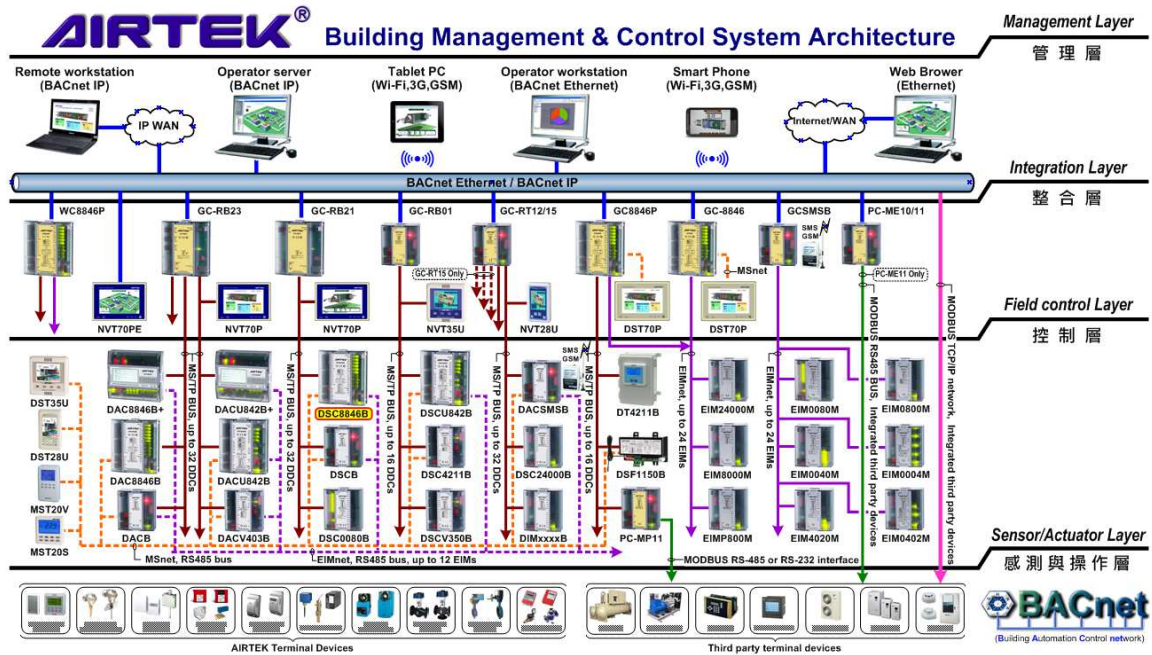 AIRTEK®
Building Management & Control System Architecture
Management Layer
管 理 層
Remote workstation
(BACnet IP)
Operator server
(BACnet IP)
Tablet PC
(Wi-Fi,3G,GSM)
Operator workstation
(BACnet Ethernet)
Smart Phone
(Wi-Fi,3G,GSM)
Web Brower
(Ethernet)
IP WAN
Internet/WAN
BACnet Ethernet / BACnet IP
Integration Layer
整 合 層
WC8846P
GC-RB23
GC-RB21
GC-RB01
GC-RT12/15
GC8846P
GC-8846
GCSMSB
PC-ME10/11
SMS
GSM
GC-RT15 Only
MSnet
PC-ME11 Only
NVT70PE
NVT70P
NVT70P
NVT35U
NVT28U
DST70P
DST70P
Field control Layer
控 制 層
MS/TP BUS, up to 32 DDCs
MS/TP BUS, up to 32 DDCs
MS/TP BUS, up to 16 DDCs
MS/TP BUS, up to 16 DDCs
EIMnet, up to 24 EIMs
EIMnet, up to 24 EIMs
MODBUS RS485 BUS, Integrated third party devices
MODBUS TCP/IP network, Integrated third party devices
SMS
GSM
DST35U
DAC8846B+
DACU842B+
DSC8846B
DSCU842B
DACSMSB
DT4211B
EIM24000M
EIM0080M
EIM0800M
DST28U
DAC8846B
DACU842B
DSCB
DSC4211B
DSC24000B
DSF1150B
EIM8000M
EIM0040M
EIM0004M
MST20V
MST20S
DACB
DACV403B
DSC0080B
DSCV350B
DIMxxxxB
PC-MP11
EIMP800M
EIM4020M
EIM0402M
MSnet, RS485 bus
EIMnet, RS485 bus, up to 12 EIMs
MODBUS RS-485 or RS-232 interface
Sensor/Actuator Layer
感 測 與 操 作 層
AIRTEK Terminal Devices
Third party terminal devices
BACnet
(Building Automation Control network)